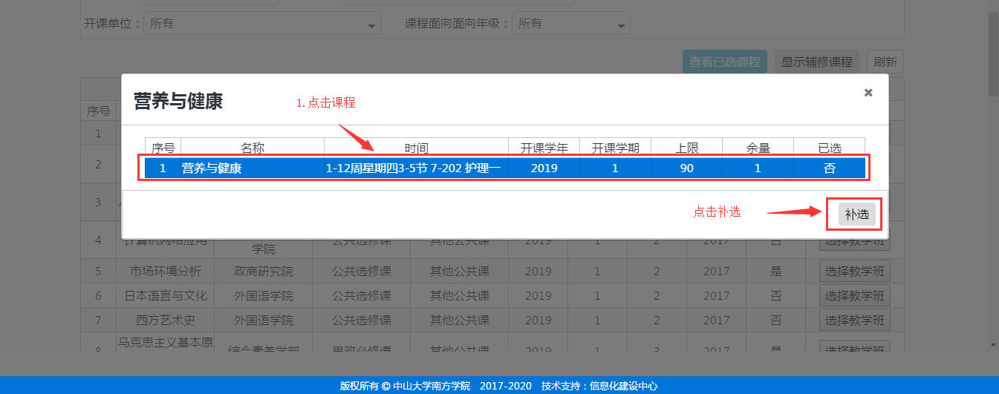 开课单位： 所有 课程面向面向年级： 所有
查看已选课程 显示辅修课程 刷新
营养与健康 1. 点击课程 ×
序号
1
序号 名称 时间 开课学年 开课学期 上限 余量 已选
1 营养与健康 1-12周星期四3-5节 7-202 护理一 2019 1 90 1 否
2
3
点击补选 补选
4 计算机网络应用 学院 公共选修课 其他公共课 2019 1 2 2017 否 选择教学班
5 市场环境分析 政商研究院 公共选修课 其他公共课 2019 1 2 2017 是 选择教学班
6 日本语言与文化 外国语学院 公共选修课 其他公共课 2019 1 2 2017 否 选择教学班
7 西方艺术史 外国语学院 公共选修课 其他公共课 2019 1 2 2017 否 选择教学班
马克思主义基本原
8 综合素养学部 思政必修课 其他公共课 2019 1 3 2017 是 选择教学班
版权所有 © 中山大学南方学院 2017-2020 技术支持：信息化建设中心